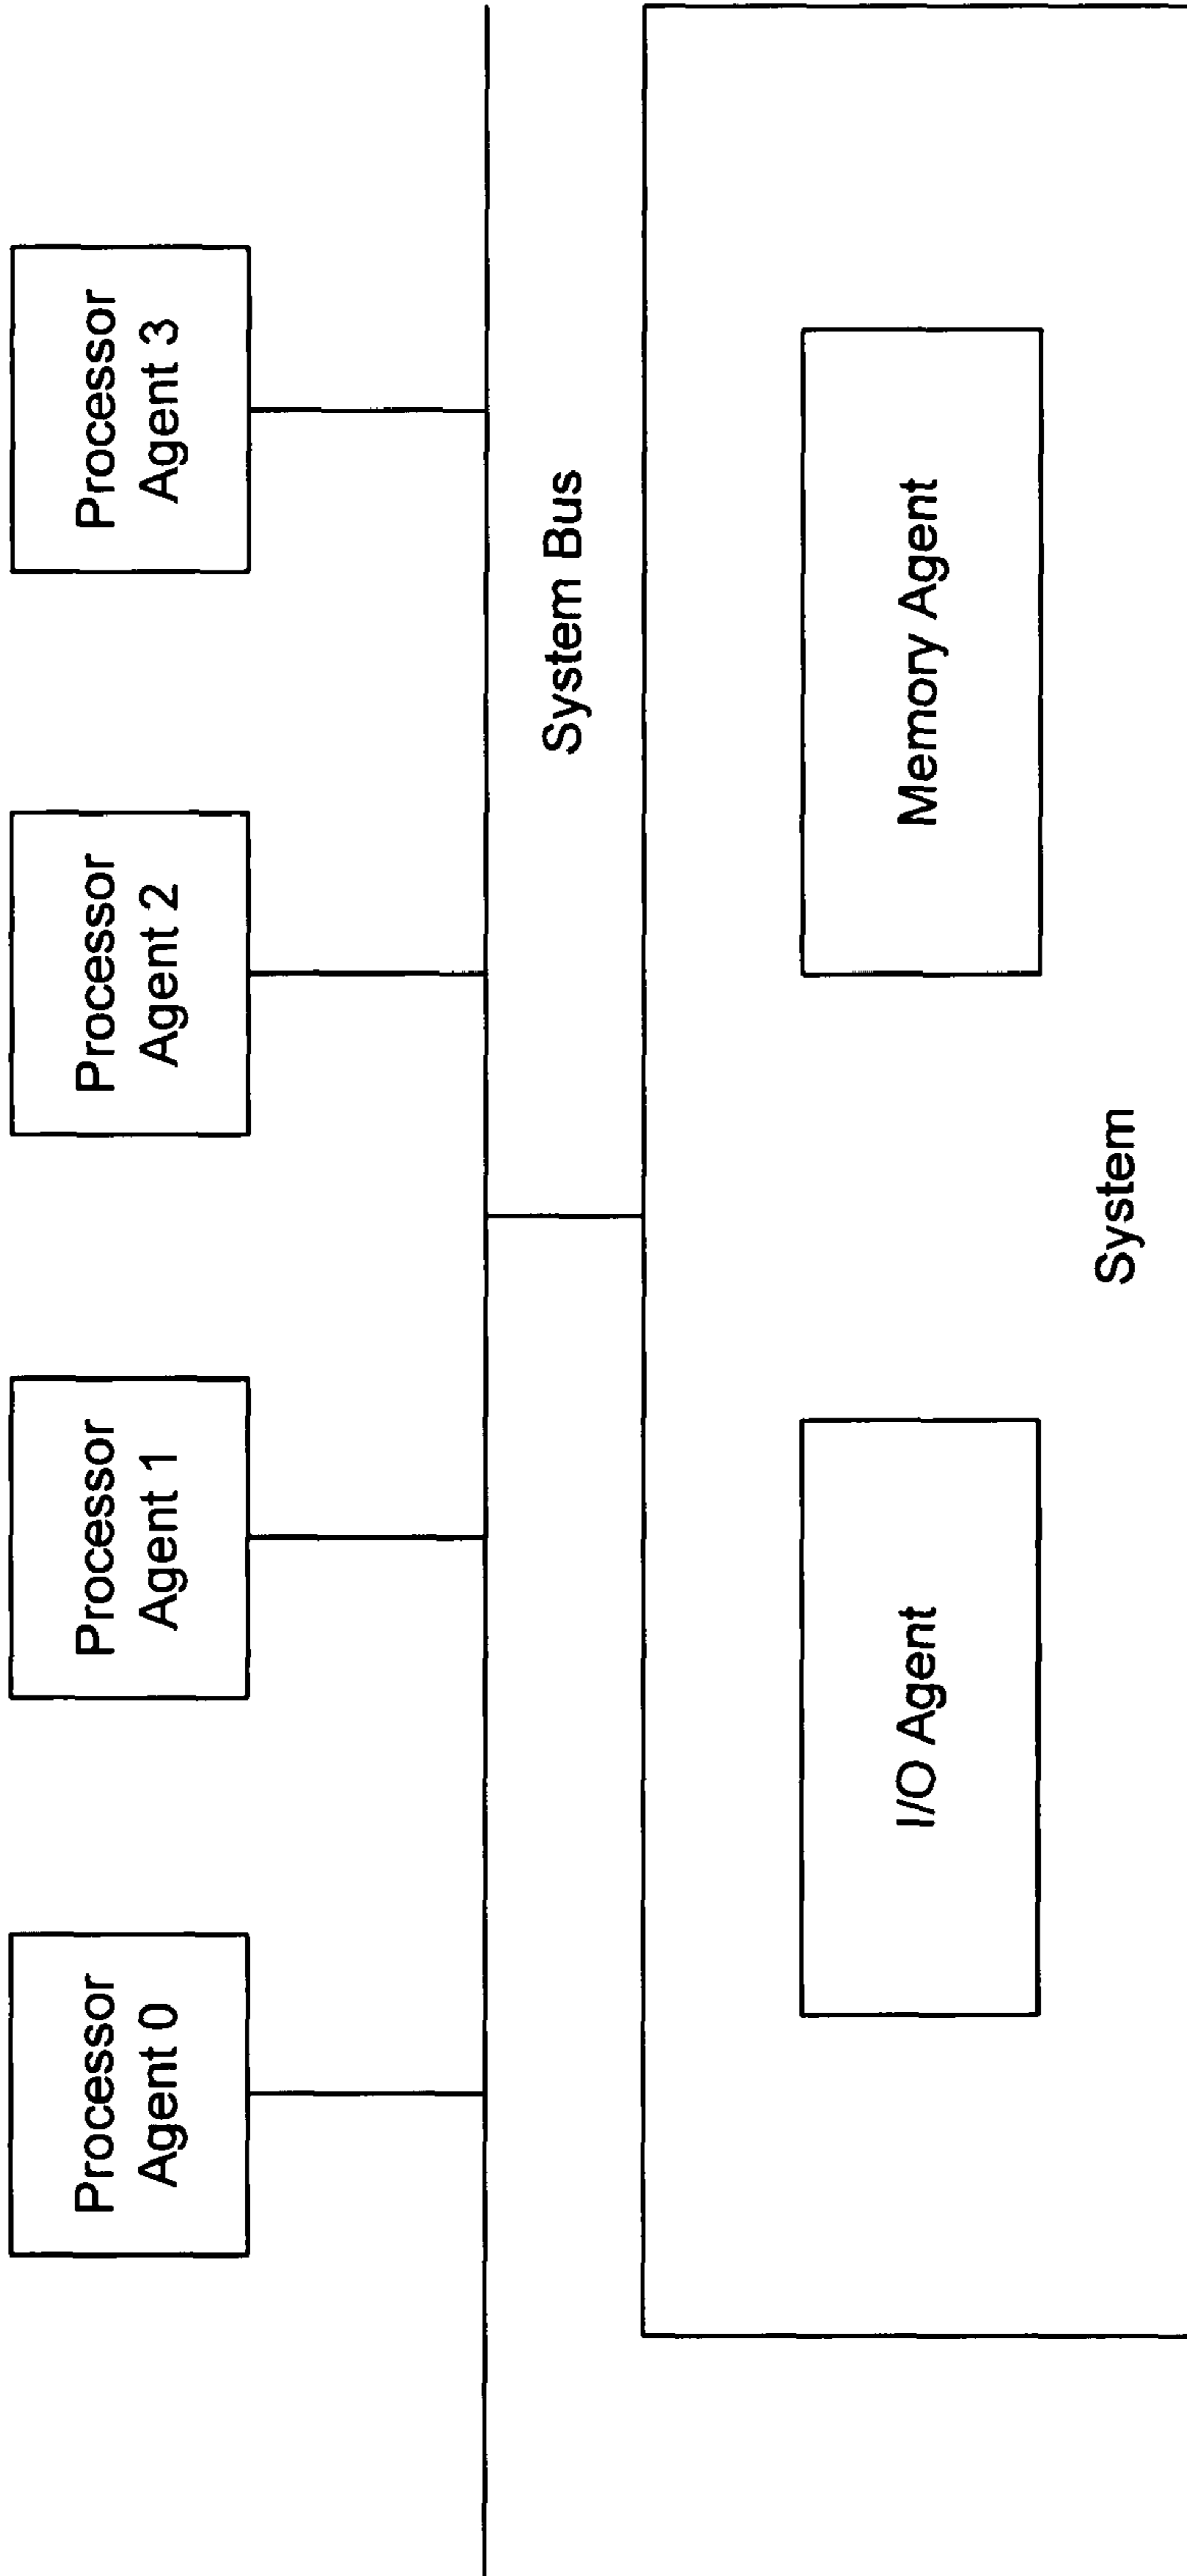 Processor
Agent 0
Processor
Agent 1
Processor
Agent 2
Processor
Agent 3
System Bus
I/O Agent
Memory Agent
System